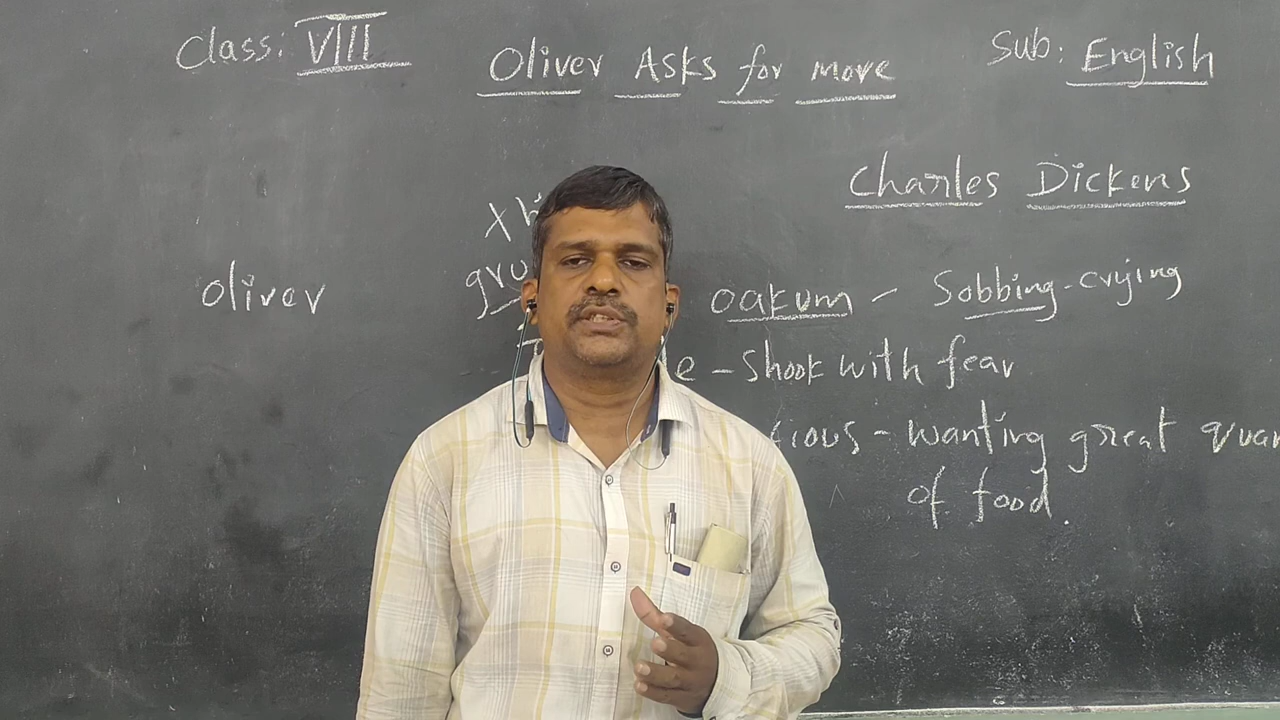 Class: VIII Oliver Asks for more Sub: English
Charles Dickens
oliver oakum - Sobbing-crying
- Shook with fear
- Wanting great
of food.